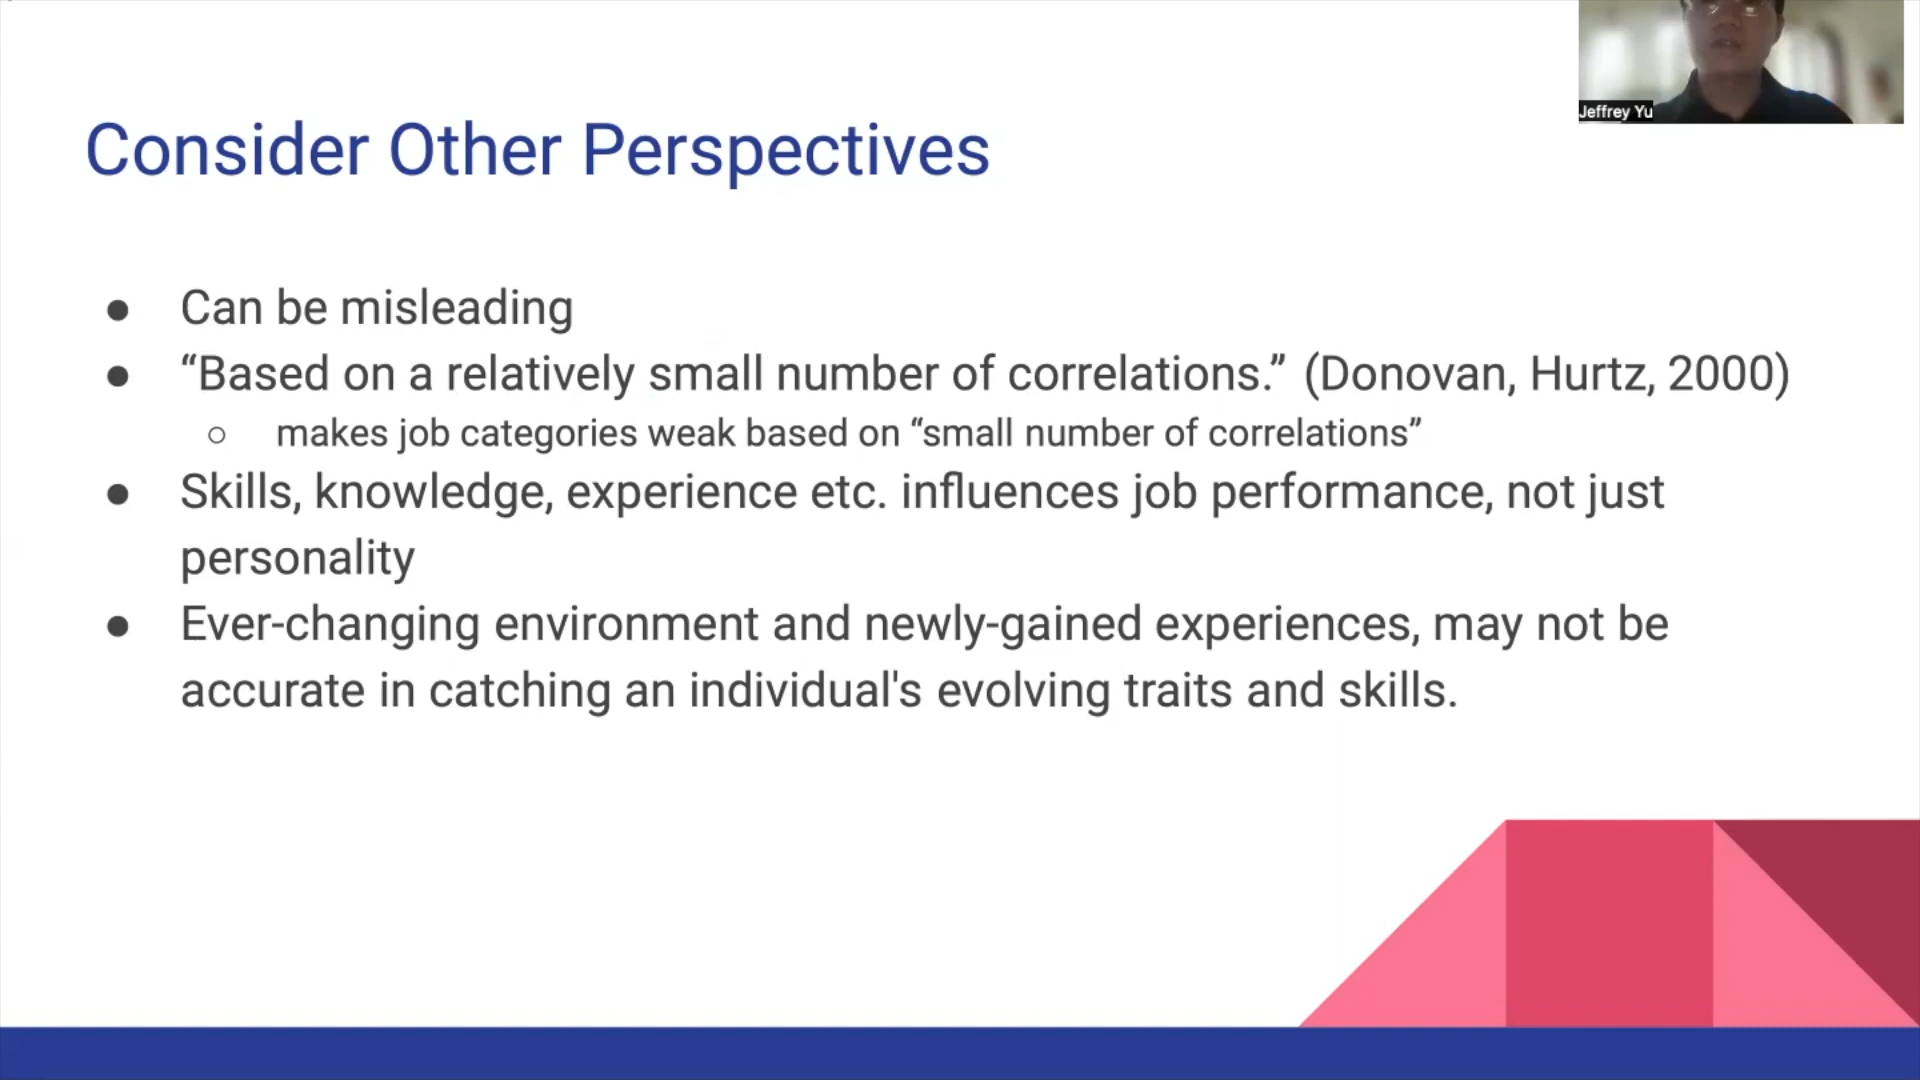 Jeffrey Yu
Consider Other Perspectives
● Can be misleading
● “Based on a relatively small number of correlations.” (Donovan, Hurtz, 2000)
○ makes job categories weak based on “small number of correlations”
● Skills, knowledge, experience etc. influences job performance, not just
personality
● Ever-changing environment and newly-gained experiences, may not be
accurate in catching an individual's evolving traits and skills.